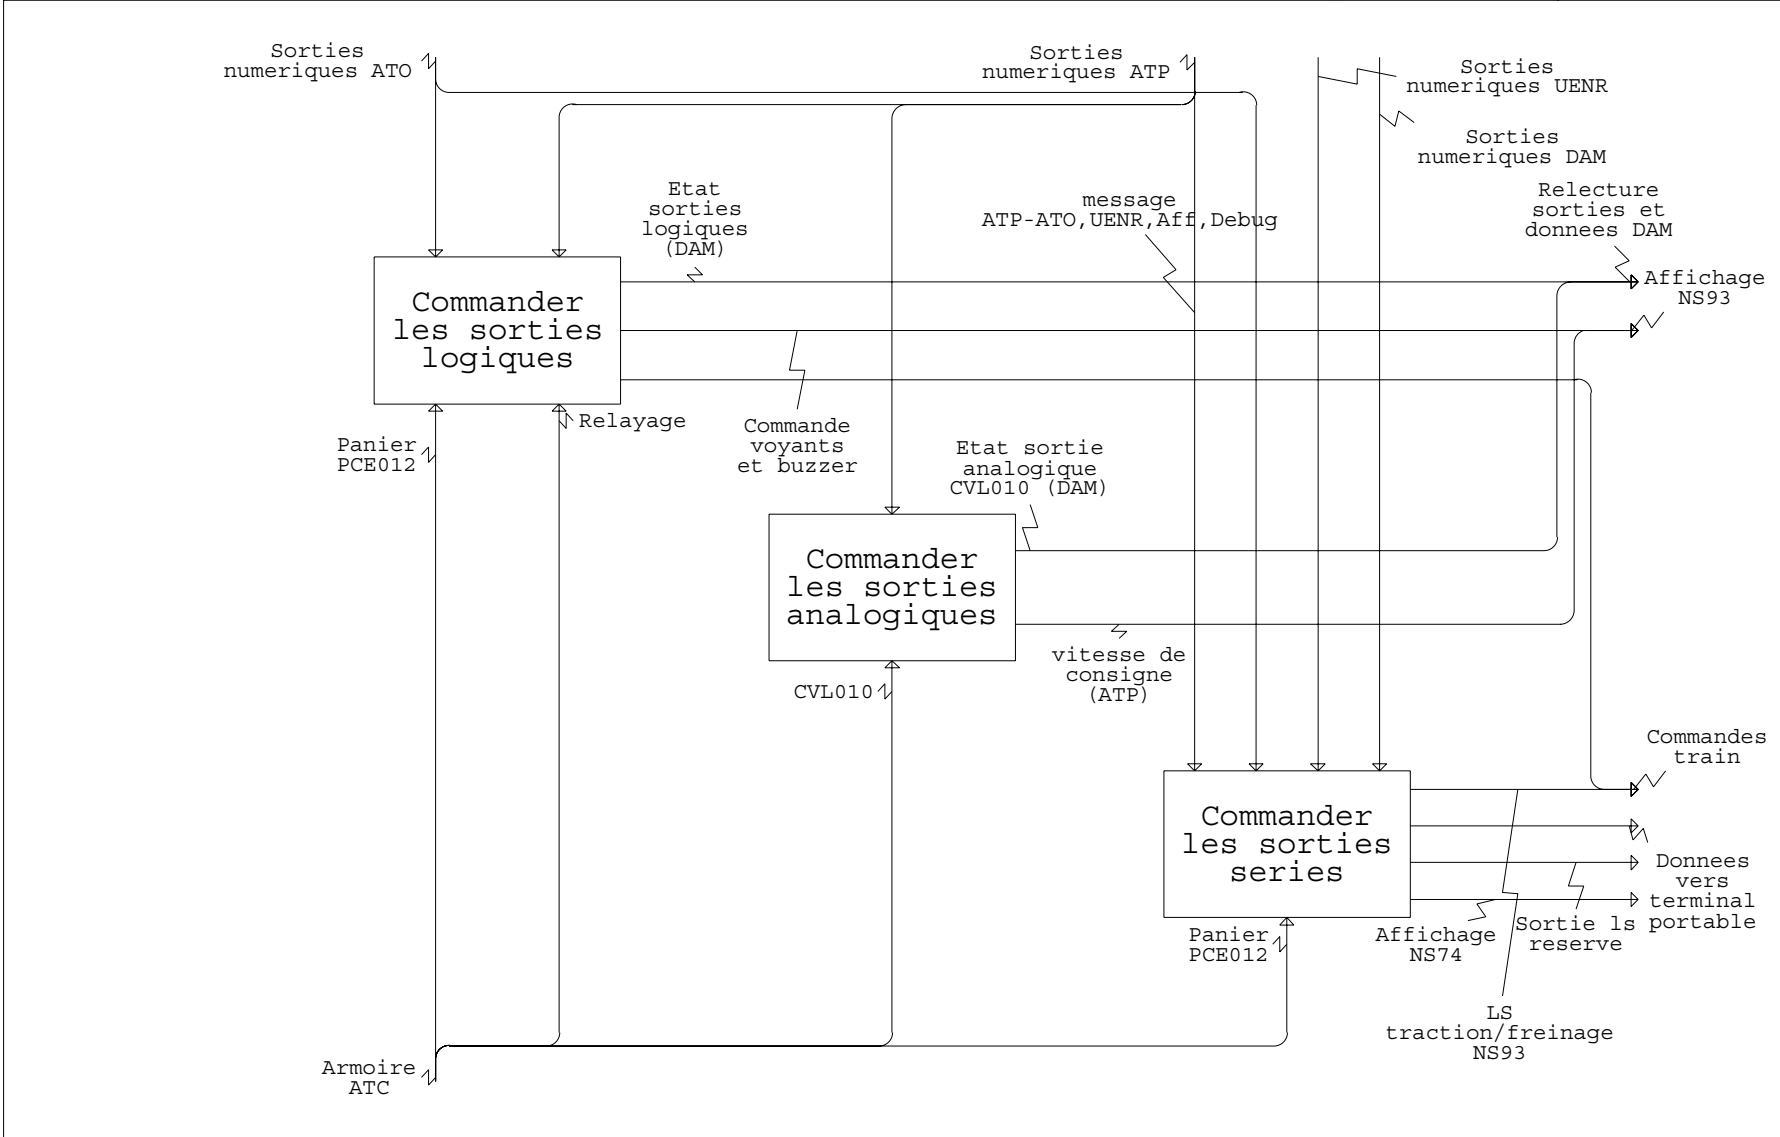 Sorties
numeriques ATO
Sorties
numeriques ATP
Sorties
numeriques UENR
Sorties
numeriques DAM
Etat
sorties
logiques
(DAM)
message
ATP-ATO,UENR,Aff,Debug
Relecture
sorties et
donnees DAM
Affichage
NS93
Commander
les sorties
logiques
Relayage
Panier
PCE012
Commande
voyants
et buzzer
Etat sortie
analogique
CVL010 (DAM)
Commander
les sorties
analogiques
vitesse de
consigne
(ATP)
CVL010
Commandes
train
Commander
les sorties
series
Donnees
vers
terminal
portable
Sortie ls
reserve
Affichage
NS74
Panier
PCE012
LS
traction/freinage
NS93
Armoire
ATC